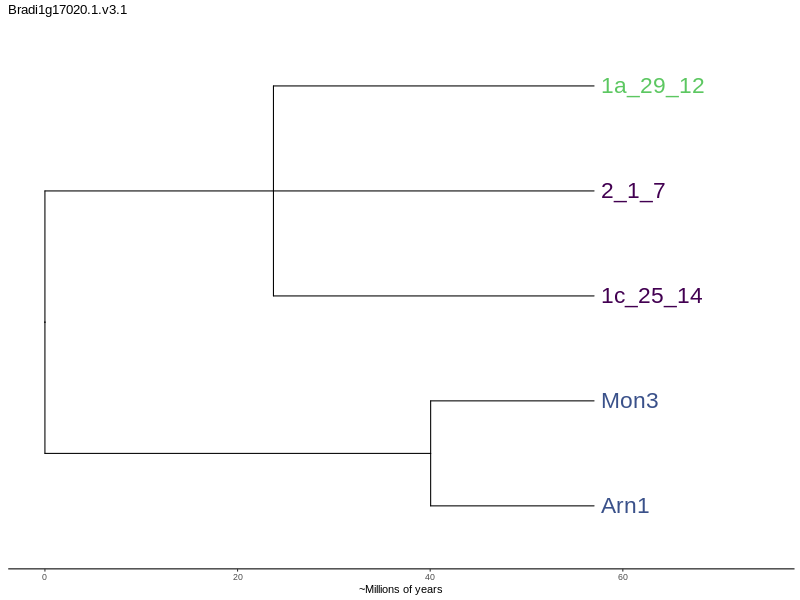 Bradi1g17020.1.v3.1
1a_29_12
2_1_7
1c_25_14
Mon3
Arn1
0 20 40 60
~Millions of years